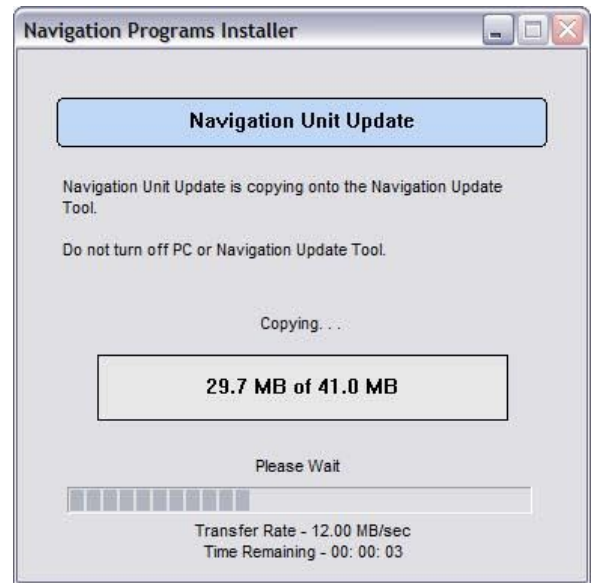 Navigation Programs Installer
Navigation Unit Update
Navigation Unit Update is copying onto the Navigation Update
Tool.
Do not turn off PC or Navigation Update Tool.
Copying. . .
29.7 MB of 41.0 MB
Please Wait
Transfer Rate - 12.00 MB/sec
Time Remaining - 00: 00: 03